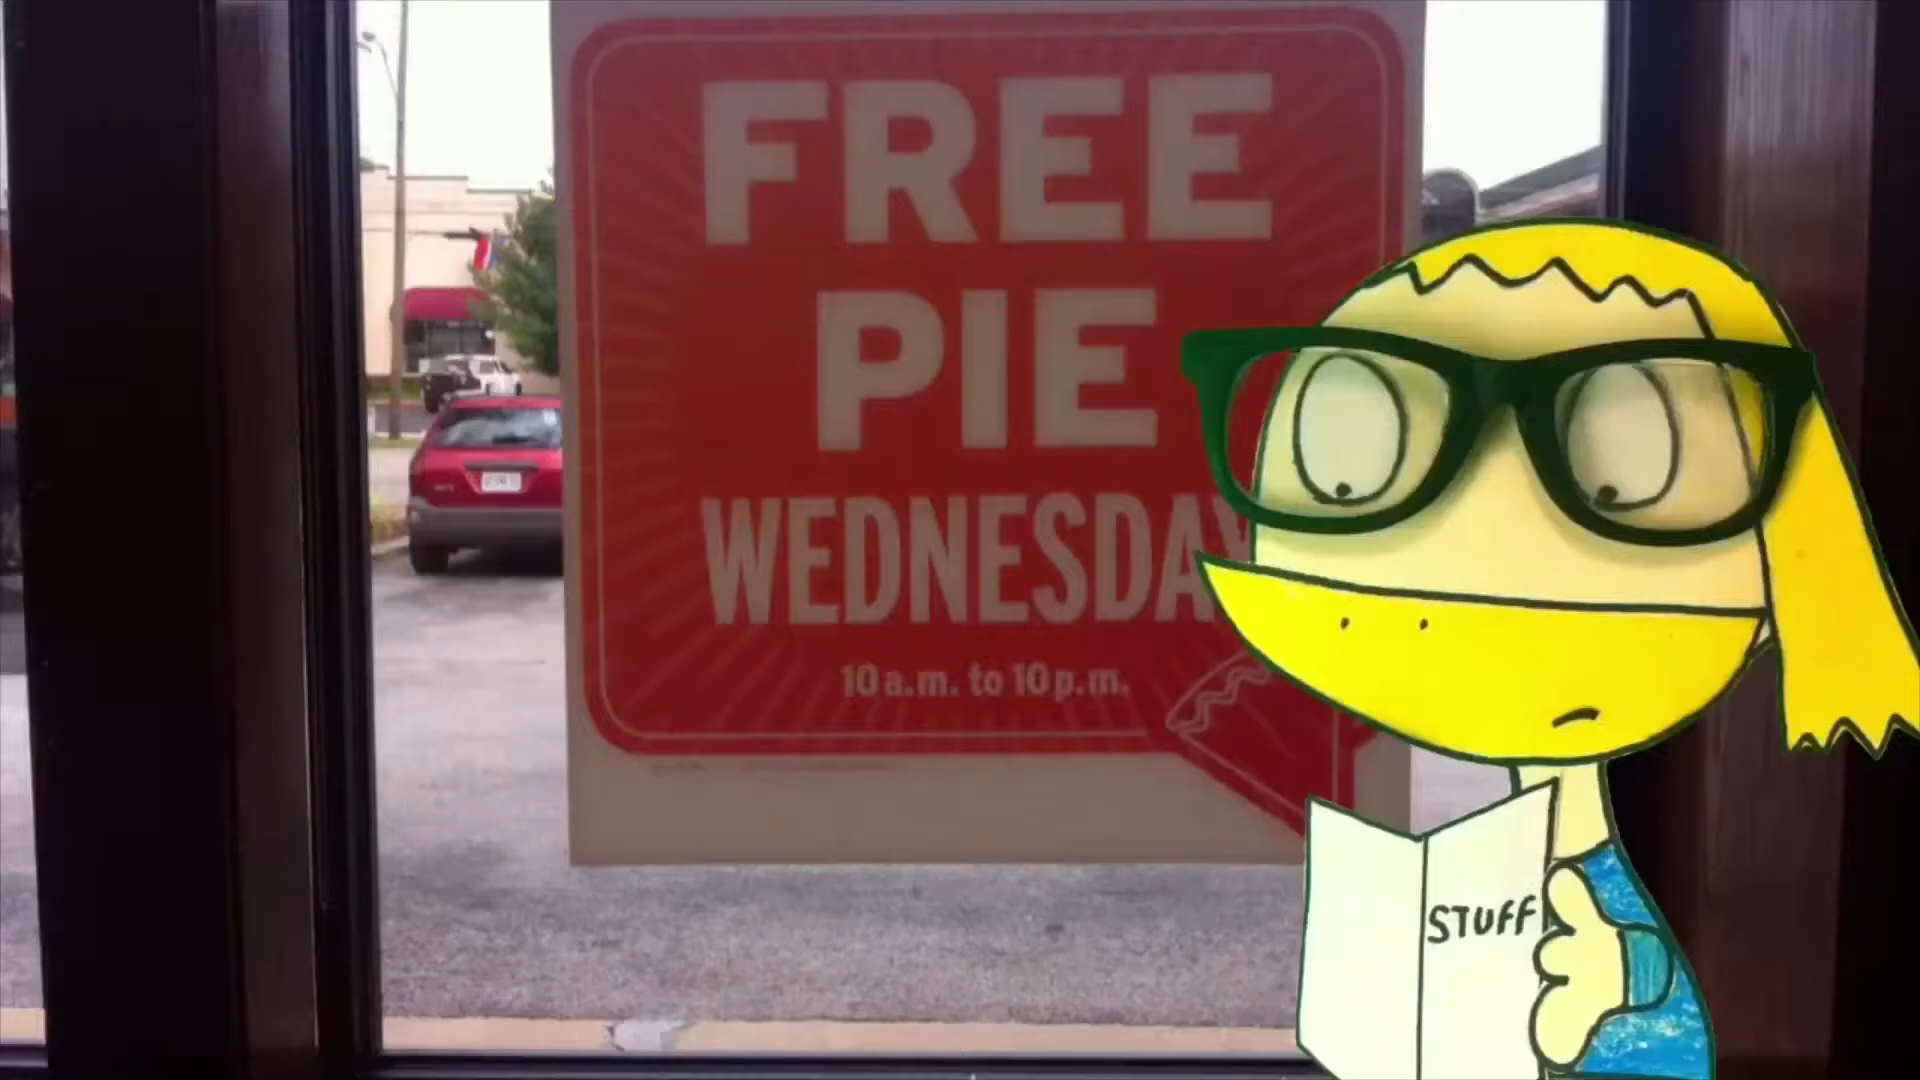 FREE
PIE
WEDNESDAY
10 a.m. to 10 p.m.
STUFF